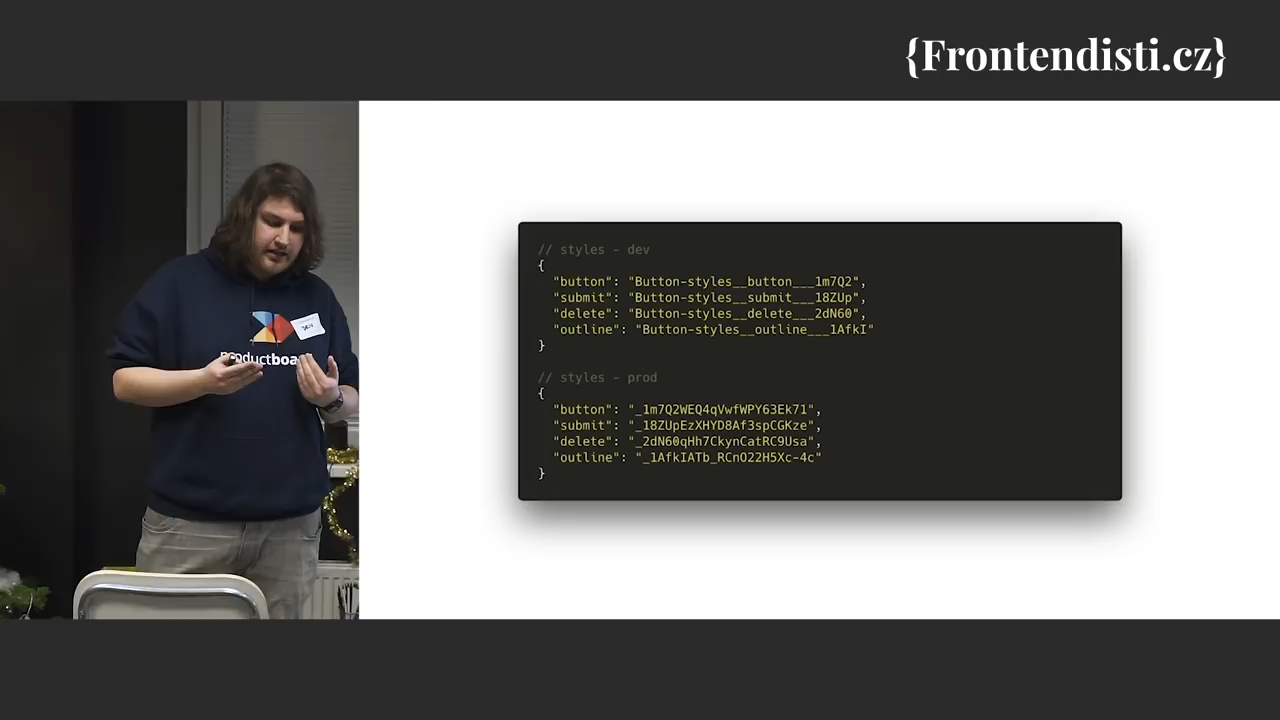 {Frontendisti.cz}
// styles - dev
{
"button": "Button-styles__button___1m7Q2",
"submit": "Button-styles__submit___18ZUp",
"delete": "Button-styles__delete___2dN60",
"outline": "Button-styles__outline___1AfkI"
}
// styles - prod
{
"button": "_1m7Q2WEQ4qVwfWPY63Ek71",
"submit": "_18ZUpEzXHYD8Af3spCGKze",
"delete": "_2dN60qHh7CkynCatRC9Usa",
"outline": "_1AfkIATb_RCnO22H5Xc-4c"
}
productboa